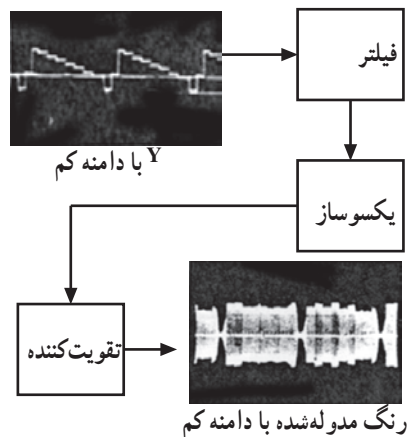 فیلتر
Y با دامنه کم
یکسوساز
تقویت‌کننده
رنگ مدوله‌شده با دامنه کم